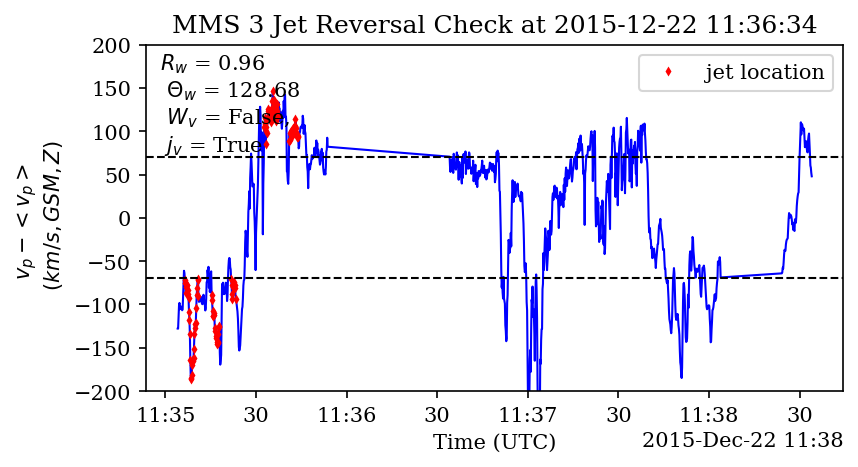 MMS 3 Jet Reversal Check at 2015-12-22 11:36:34
R_w = 0.96
Θ_w = 128.68
W_v = False,
j_v = True
jet location
200
150
100
50
0
−50
−100
−150
−200
v_p − < v_p >
(km/s, GSM, Z)
11:35 30 11:36 30 11:37 30 11:38 30
Time (UTC)
2015-Dec-22 11:38